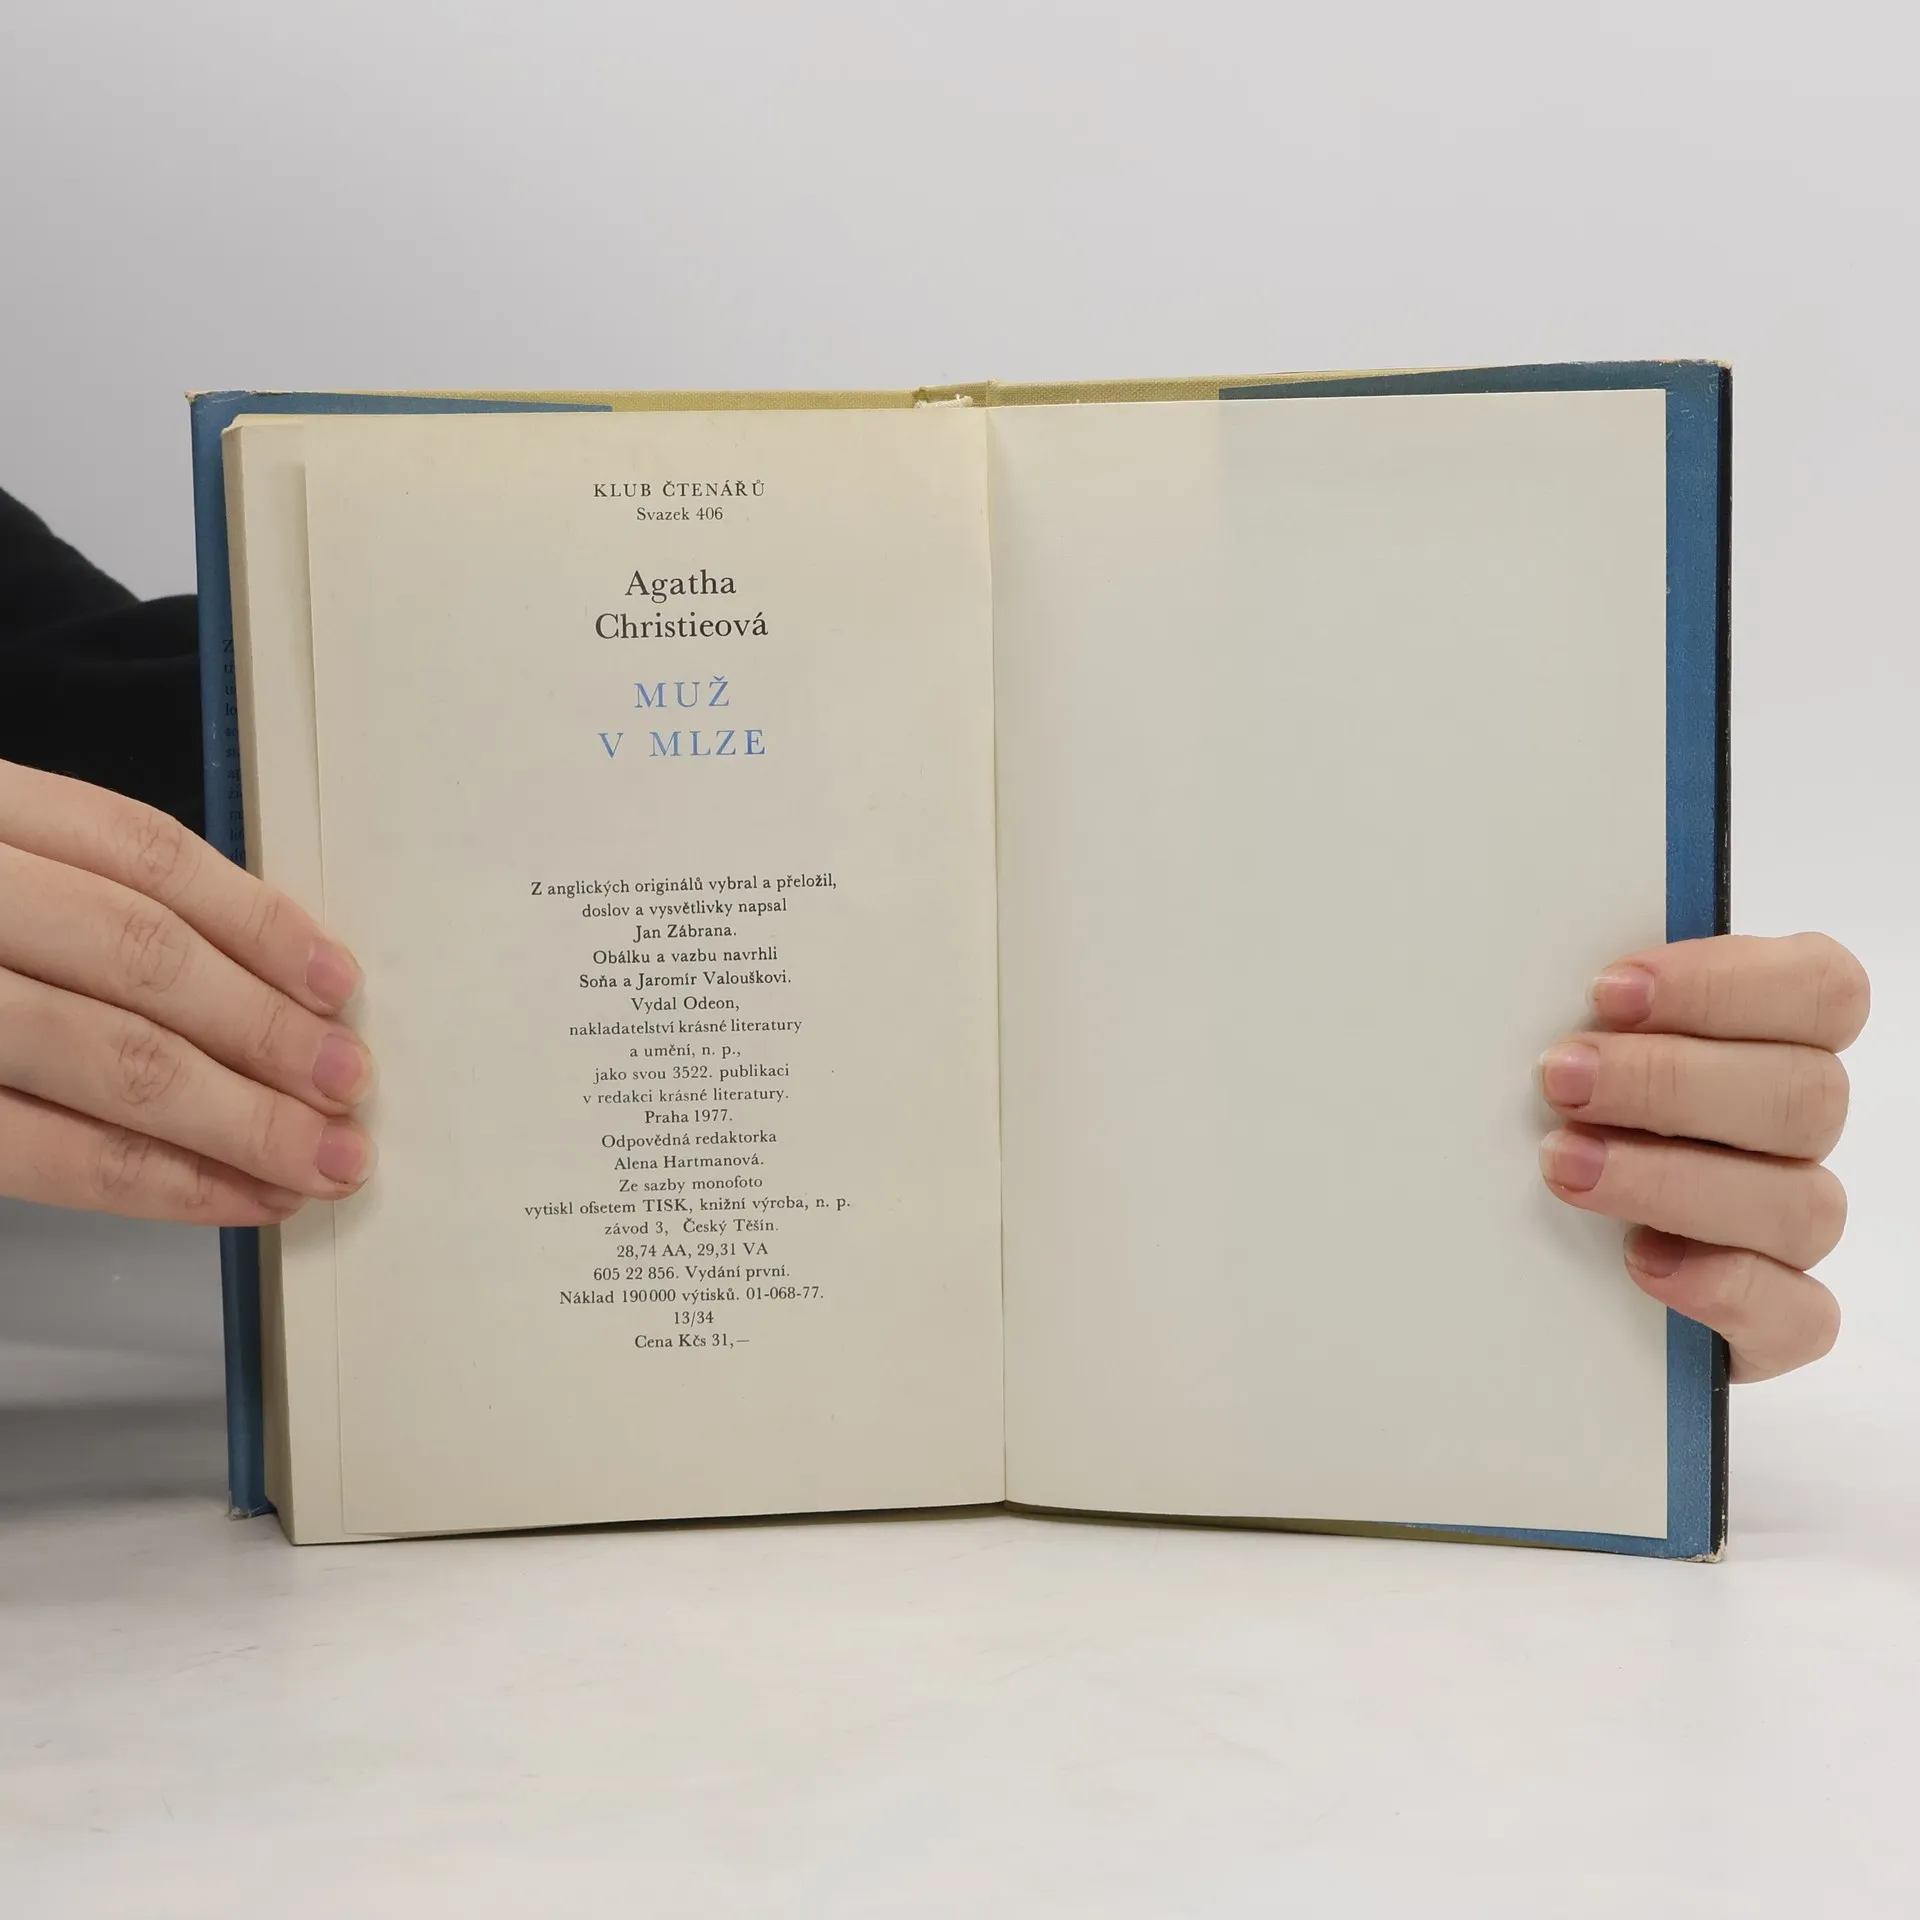 KLUB ČTENÁŘŮ
Svazek 406
Agatha
Christieová
MUŽ
V MLZE
Z anglických originálů vybral a přeložil,
doslov a vysvětlivky napsal
Jan Zábrana.
Obálku a vazbu navrhli
Soňa a Jaromír Valouškovi.
Vydal Odeon,
nakladatelství krásné literatury
a umění, n. p.,
jako svou 3522. publikaci
v redakci krásné literatury.
Praha 1977.
Odpovědná redaktorka
Alena Hartmanová.
Ze sazby monofoto
vytiskl ofsetem TISK, knižní výroba, n. p.
závod 3, Český Těšín.
28,74 AA, 29,31 VA
605 22 856. Vydání první.
Náklad 190 000 výtisků. 01-068-77.
13/34
Cena Kčs 31,—